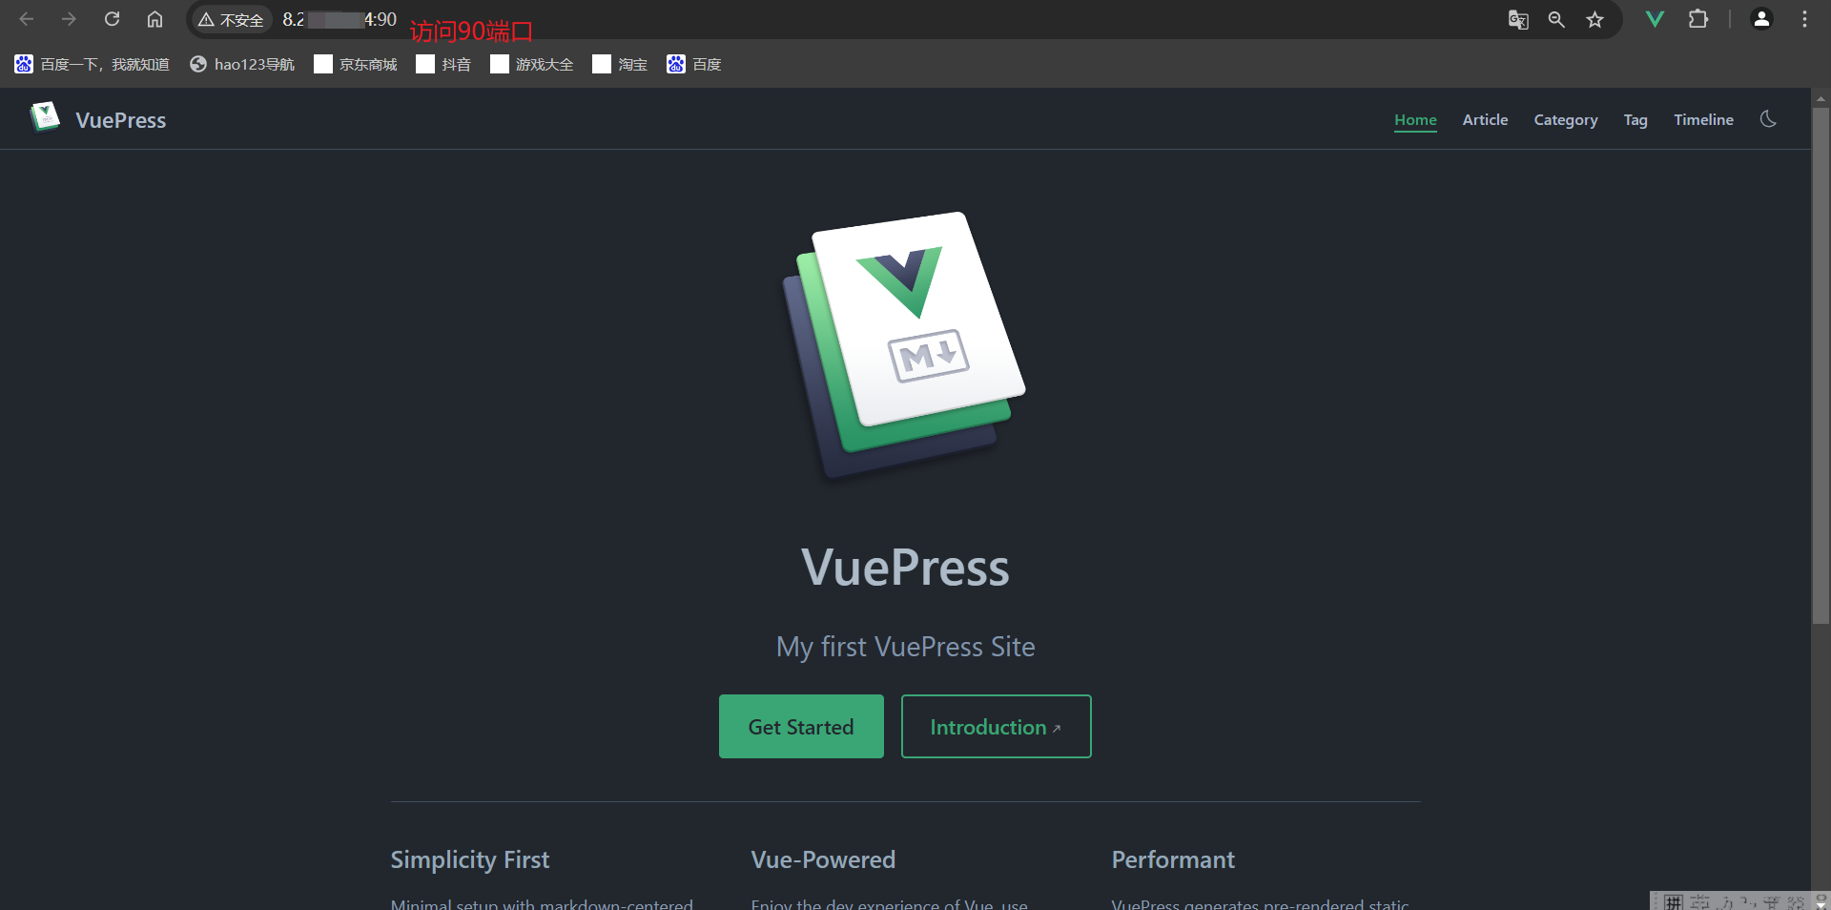 不安全 8.2 4:90
访问90端口
百度一下，我就知道 hao123导航 京东商城 抖音 游戏大全 淘宝 百度
VuePress Home Article Category Tag Timeline
M
VuePress
My first VuePress Site
Get Started Introduction
Simplicity First Vue-Powered Performant
Minimal setup with markdown-centered Enjoy the dev experience of Vue, use VuePress generates pre-rendered static
拼